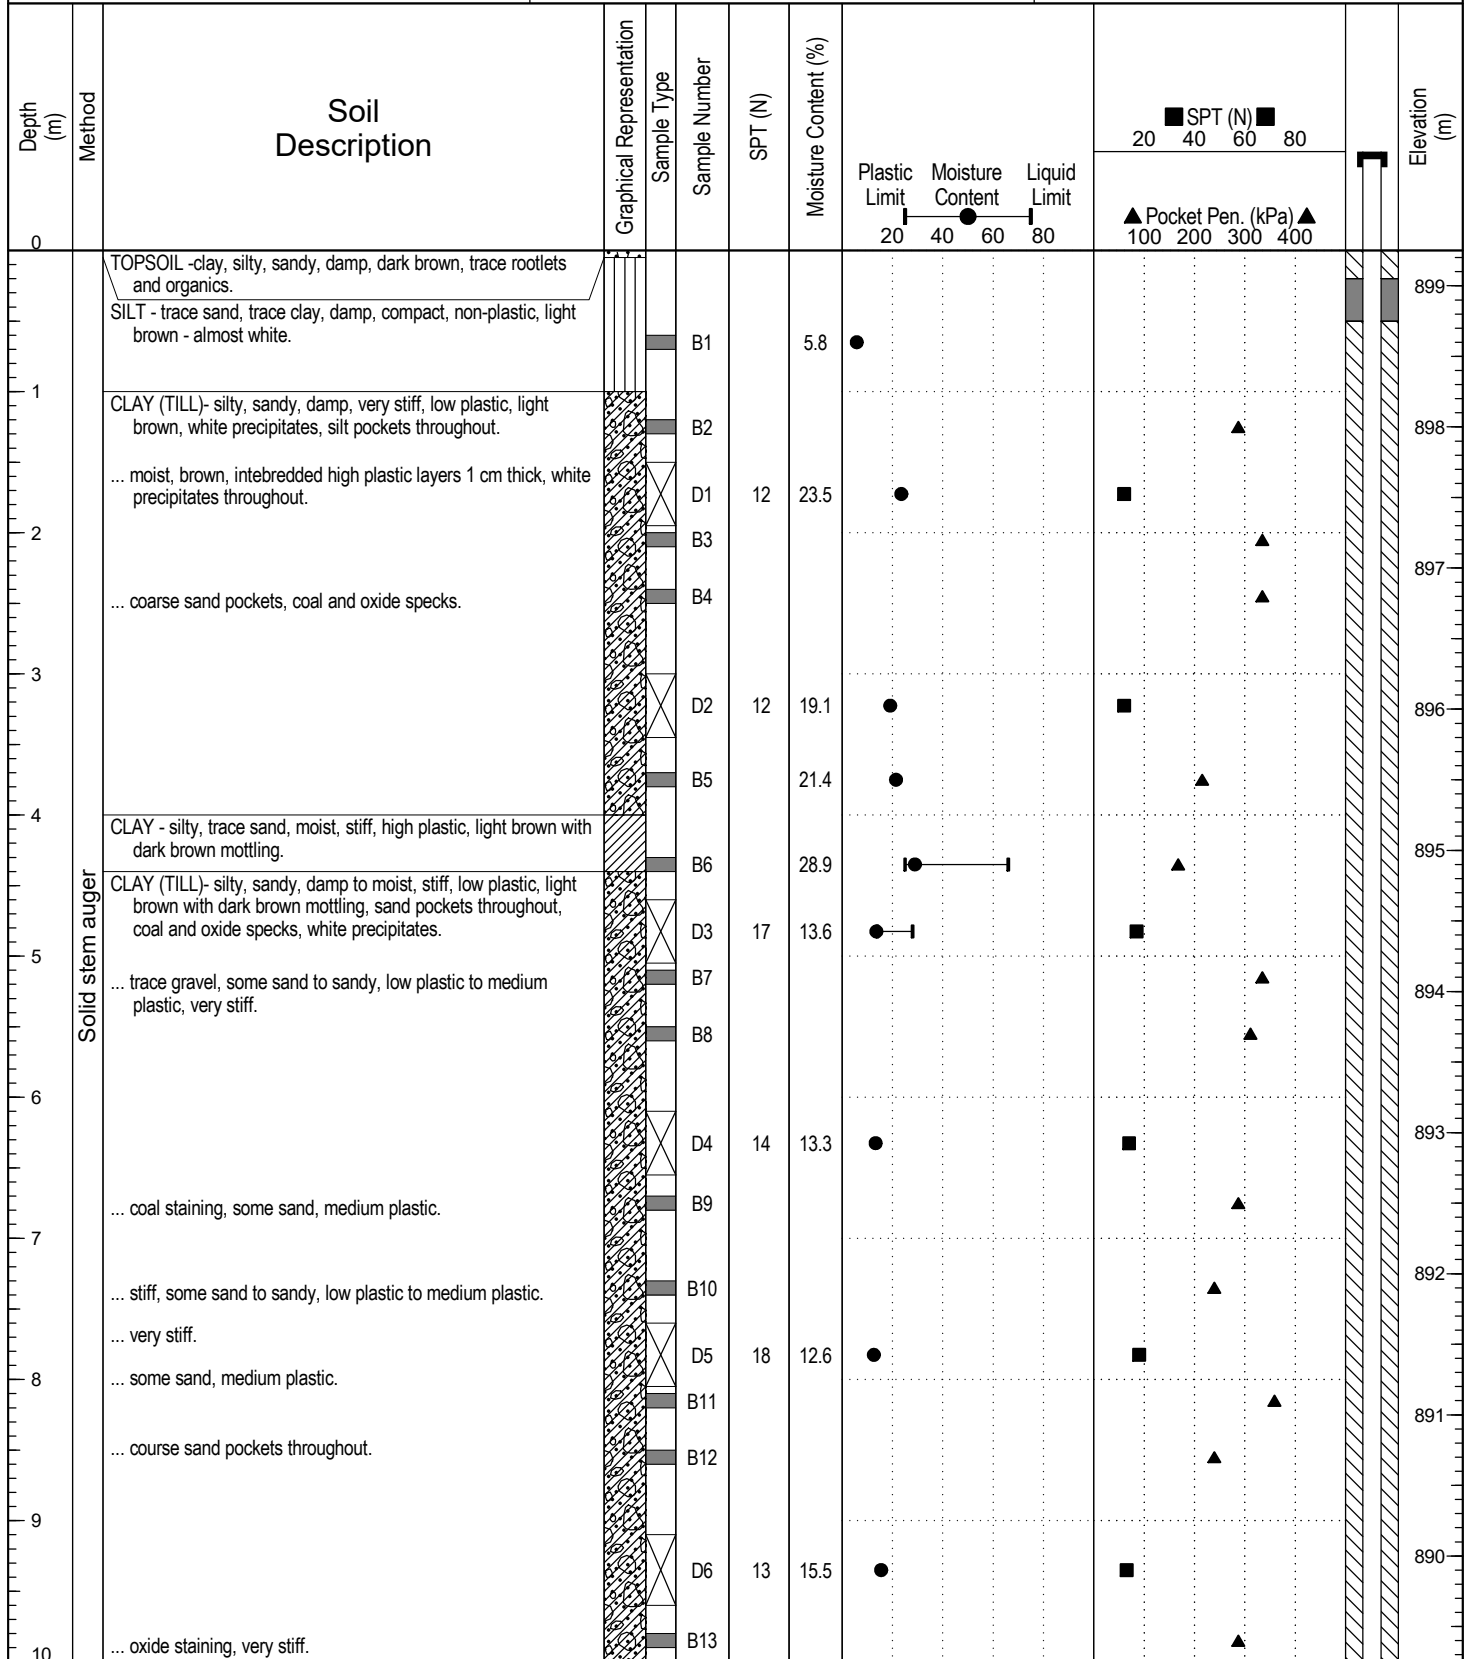 Depth
(m)
Method
Soil
Description
Graphical Representation
Sample Type
Sample Number
SPT (N)
Moisture Content (%)
Plastic
Limit
Moisture
Content
Liquid
Limit
20 40 60 80
SPT (N)
20 40 60 80
Pocket Pen. (kPa)
100 200 300 400
Elevation
(m)
0
TOPSOIL -clay, silty, sandy, damp, dark brown, trace rootlets
and organics.
899
SILT - trace sand, trace clay, damp, compact, non-plastic, light
brown - almost white.
B1 5.8
1
CLAY (TILL)- silty, sandy, damp, very stiff, low plastic, light
brown, white precipitates, silt pockets throughout.
B2
898
... moist, brown, intebredded high plastic layers 1 cm thick, white
precipitates throughout.
D1 12 23.5
2
B3
897
... coarse sand pockets, coal and oxide specks.
B4
3
D2 12 19.1
896
B5 21.4
4
CLAY - silty, trace sand, moist, stiff, high plastic, light brown with
dark brown mottling.
B6 28.9
895
Solid stem auger
CLAY (TILL)- silty, sandy, damp to moist, stiff, low plastic, light
brown with dark brown mottling, sand pockets throughout,
coal and oxide specks, white precipitates.
D3 17 13.6
5
... trace gravel, some sand to sandy, low plastic to medium
plastic, very stiff.
B7
894
B8
6
D4 14 13.3
893
... coal staining, some sand, medium plastic.
B9
7
892
... stiff, some sand to sandy, low plastic to medium plastic.
B10
... very stiff.
D5 18 12.6
... some sand, medium plastic.
8
B11
891
... course sand pockets throughout.
B12
9
D6 13 15.5
890
... oxide staining, very stiff.
B13
10